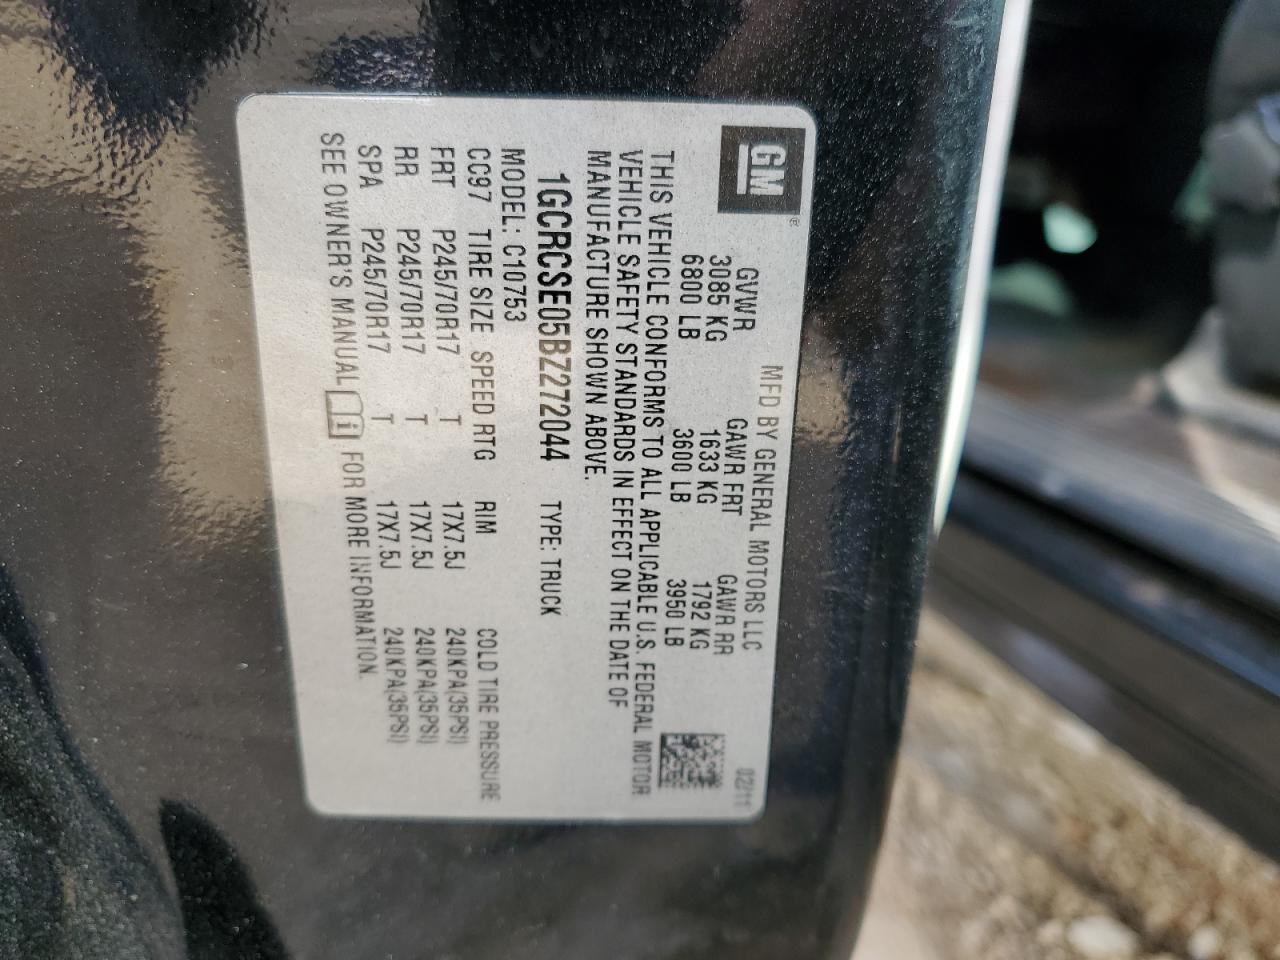 GM®
MFD BY GENERAL MOTORS LLC 02/11
GVWR GAWR FRT GAWR RR
3085 KG 1633 KG 1792 KG
6800 LB 3600 LB 3950 LB
THIS VEHICLE CONFORMS TO ALL APPLICABLE U.S. FEDERAL MOTOR
VEHICLE SAFETY STANDARDS IN EFFECT ON THE DATE OF
MANUFACTURE SHOWN ABOVE.
1GCRCSE05BZ272044 TYPE: TRUCK
MODEL: C10753
CC97 TIRE SIZE SPEED RTG RIM COLD TIRE PRESSURE
FRT P245/70R17 T 17X7.5J 240KPA(35PSI)
RR P245/70R17 T 17X7.5J 240KPA(35PSI)
SPA P245/70R17 T 17X7.5J 240KPA(35PSI)
SEE OWNER'S MANUAL i FOR MORE INFORMATION.